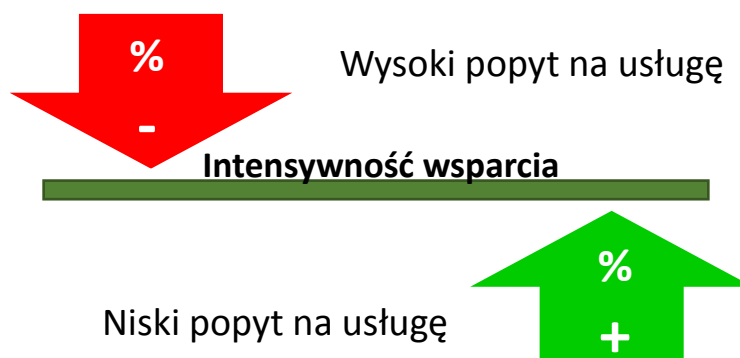 %
Wysoki popyt na usługę
-
Intensywność wsparcia
%
Niski popyt na usługę
+